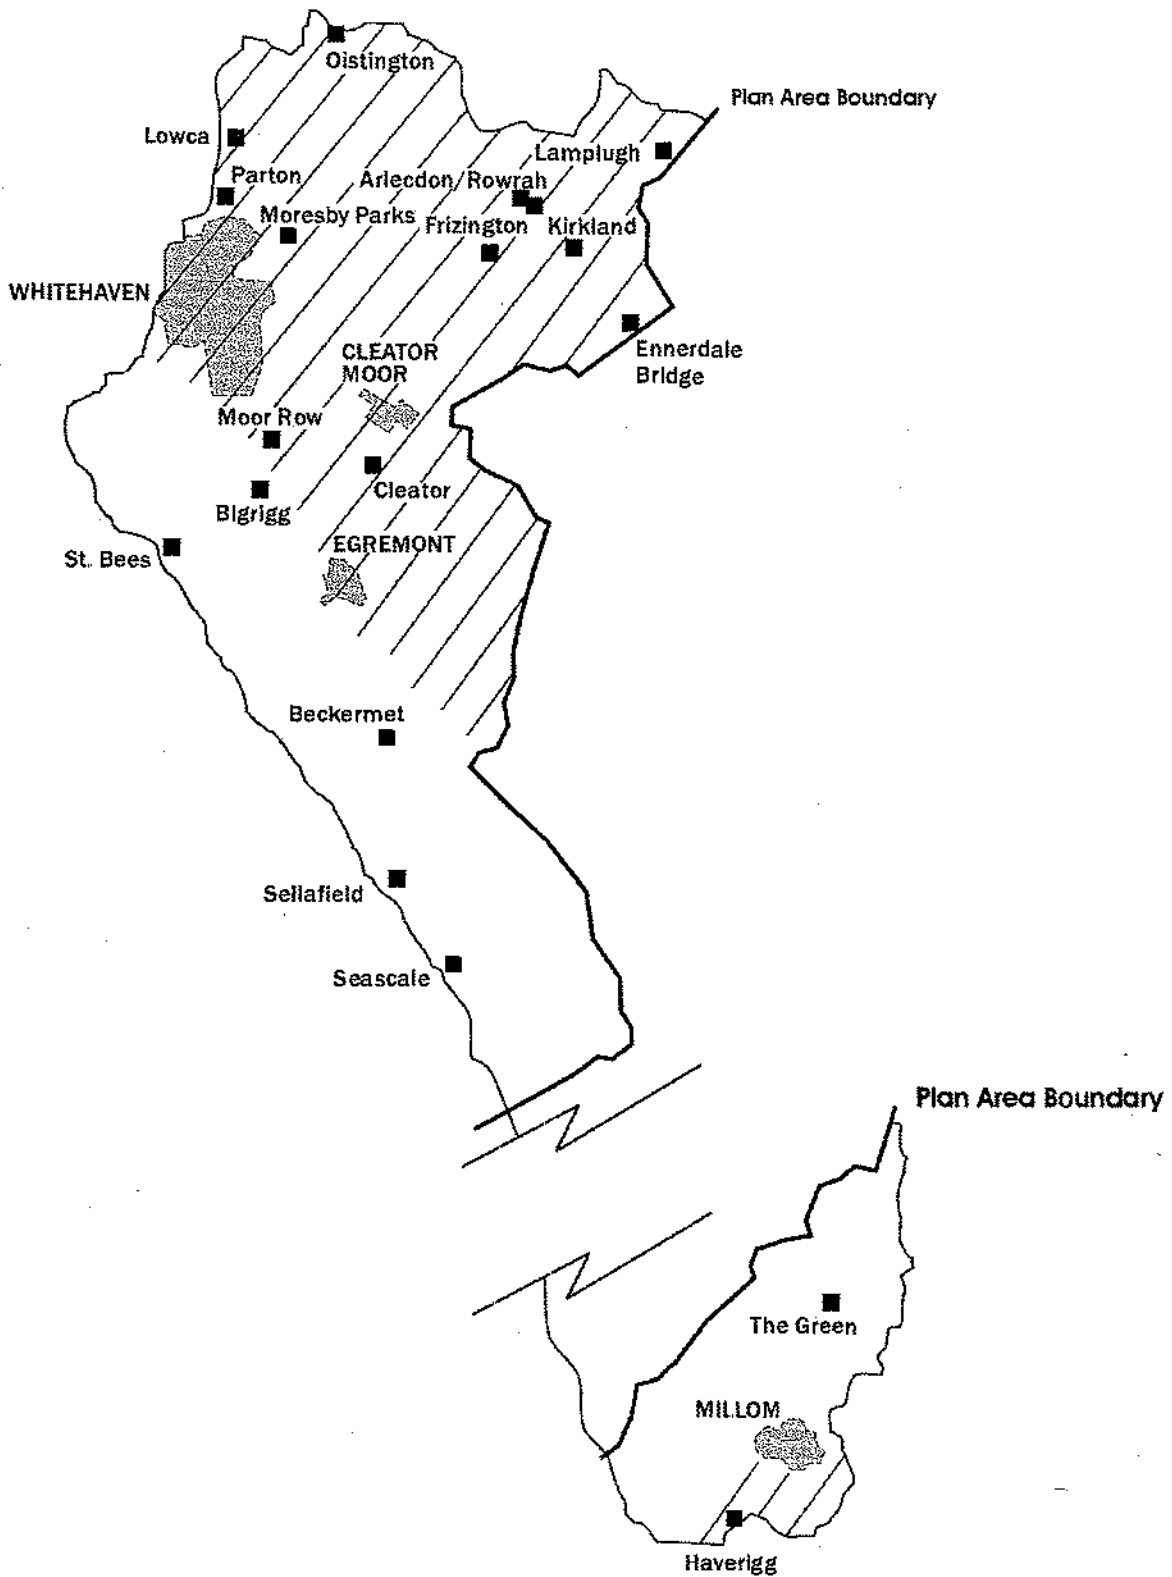 Oistington
Plan Area Boundary
Lowca
Lamplugh
Parton
Arlecdon/Rowrah
Moresby Parks
Frizington
Kirkland
WHITEHAVEN
Ennerdale
Bridge
CLEATOR
MOOR
Moor Row
Cleator
Bigrigg
EGREMONT
St. Bees
Beckermet
Sellafield
Seascale
Plan Area Boundary
The Green
MILLOM
Haverigg